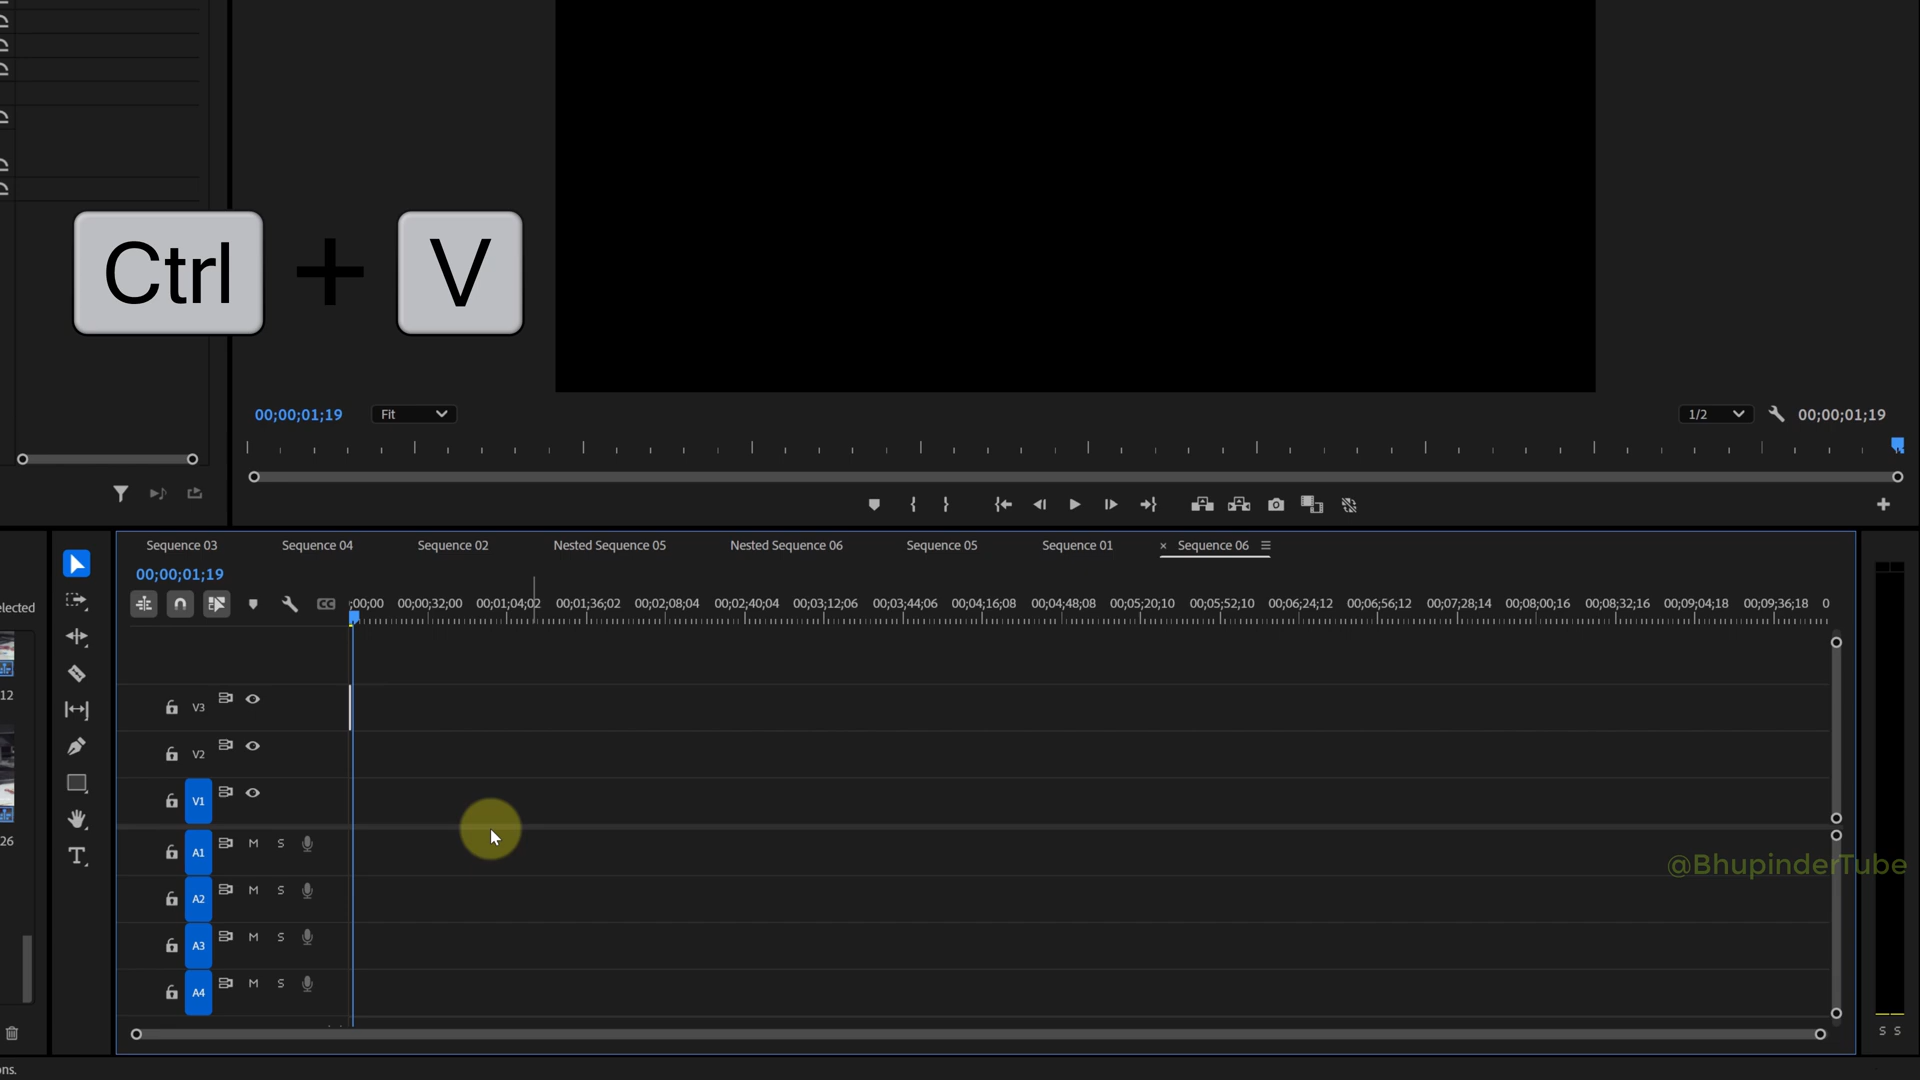 Ctrl + V
00;00;01;19
Fit
1/2
00;00;01;19
Sequence 03
Sequence 04
Sequence 02
Nested Sequence 05
Nested Sequence 06
Sequence 05
Sequence 01
× Sequence 06
00;00;01;19
elected
;00;00 00;00;32;00 00;01;04;02 00;01;36;02 00;02;08;04 00;02;40;04 00;03;12;06 00;03;44;06 00;04;16;08 00;04;48;08 00;05;20;10 00;05;52;10 00;06;24;12 00;06;56;12 00;07;28;14 00;08;00;16 00;08;32;16 00;09;04;18 00;09;36;18 0
12
V3
V2
V1
26
A1 M S
@BhupinderTube
A2 M S
A3 M S
A4 M S
S S
ons.